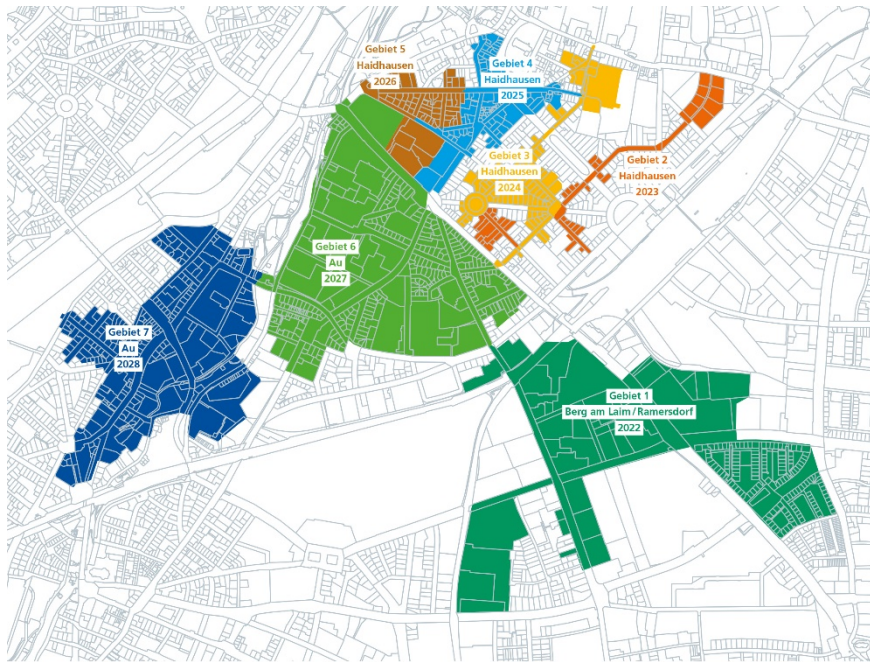 Gebiet 5
Haidhausen
2026
Gebiet 4
Haidhausen
2025
Gebiet 3
Haidhausen
2024
Gebiet 2
Haidhausen
2023
Gebiet 6
Au
2027
Gebiet 7
Au
2028
Gebiet 1
Berg am Laim/Ramersdorf
2022